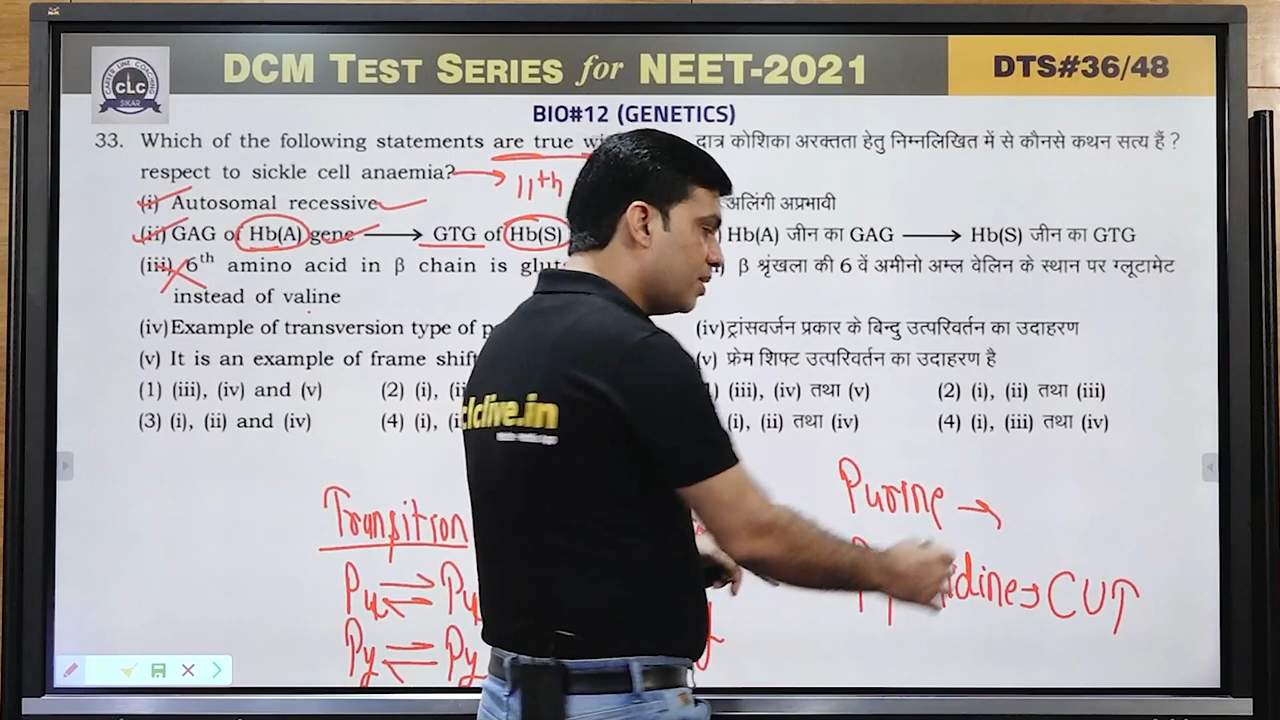 CAREER LINE COACHING
CLC
SIKAR
DCM TEST SERIES for NEET-2021
DTS#36/48
BIO#12 (GENETICS)
33. Which of the following statements are true
respect to sickle cell anaemia?
11th
(i) Autosomal recessive
(ii) GAG of Hb(A) gene → GTG of Hb(S)
(iii) 6th amino acid in β chain is
instead of valine
(iv) Example of transversion type of
(v) It is an example of frame shift
(1) (iii), (iv) and (v) (2) (i),
(3) (i), (ii) and (iv) (4) (i),
दात्र कोशिका अरक्तता हेतु निम्नलिखित में से कौनसे कथन सत्य हैं ?
अलिंगी अप्रभावी
Hb(A) जीन का GAG → Hb(S) जीन का GTG
β श्रृंखला की 6 वें अमीनो अम्ल वेलिन के स्थान पर ग्लूटामेट
(iv) ट्रांसवर्जन प्रकार के बिन्दु उत्परिवर्तन का उदाहरण
(v) फ्रेम शिफ्ट उत्परिवर्तन का उदाहरण है
(iii), (iv) तथा (v) (2) (i), (ii) तथा (iii)
(i), (ii) तथा (iv) (4) (i), (iii) तथा (iv)
clclive.in
Transition
Pu ⇌ Pu
Py ⇌ Py
Purine →
CUT